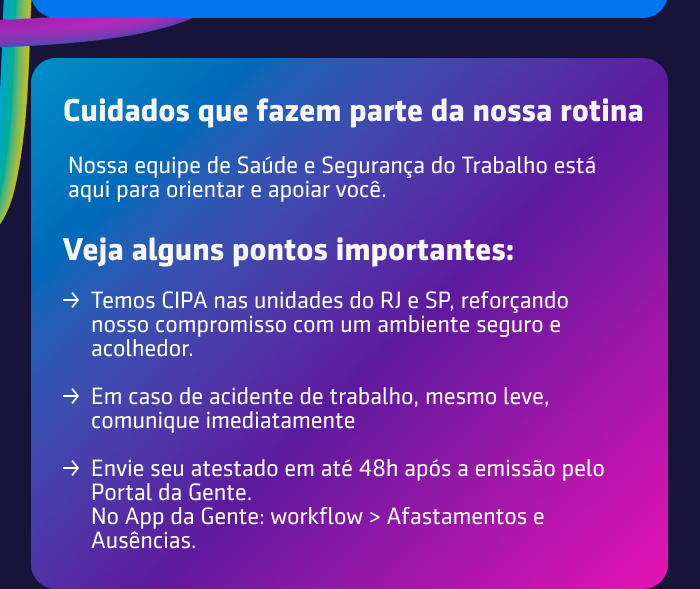 Cuidados que fazem parte da nossa rotina
Nossa equipe de Saúde e Segurança do Trabalho está
aqui para orientar e apoiar você.
Veja alguns pontos importantes:
→ Temos CIPA nas unidades do RJ e SP, reforçando
nosso compromisso com um ambiente seguro e
acolhedor.
→ Em caso de acidente de trabalho, mesmo leve,
comunique imediatamente
→ Envie seu atestado em até 48h após a emissão pelo
Portal da Gente.
No App da Gente: workflow > Afastamentos e
Ausências.